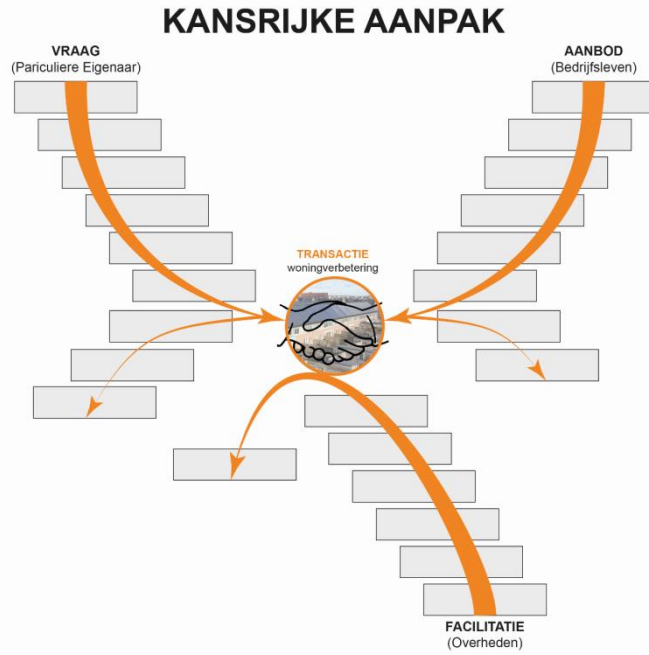 KANSRIJKE AANPAK
VRAAG
(Pariculiere Eigenaar)
AANBOD
(Bedrijfsleven)
TRANSACTIE
woningverbetering
FACILITATIE
(Overheden)